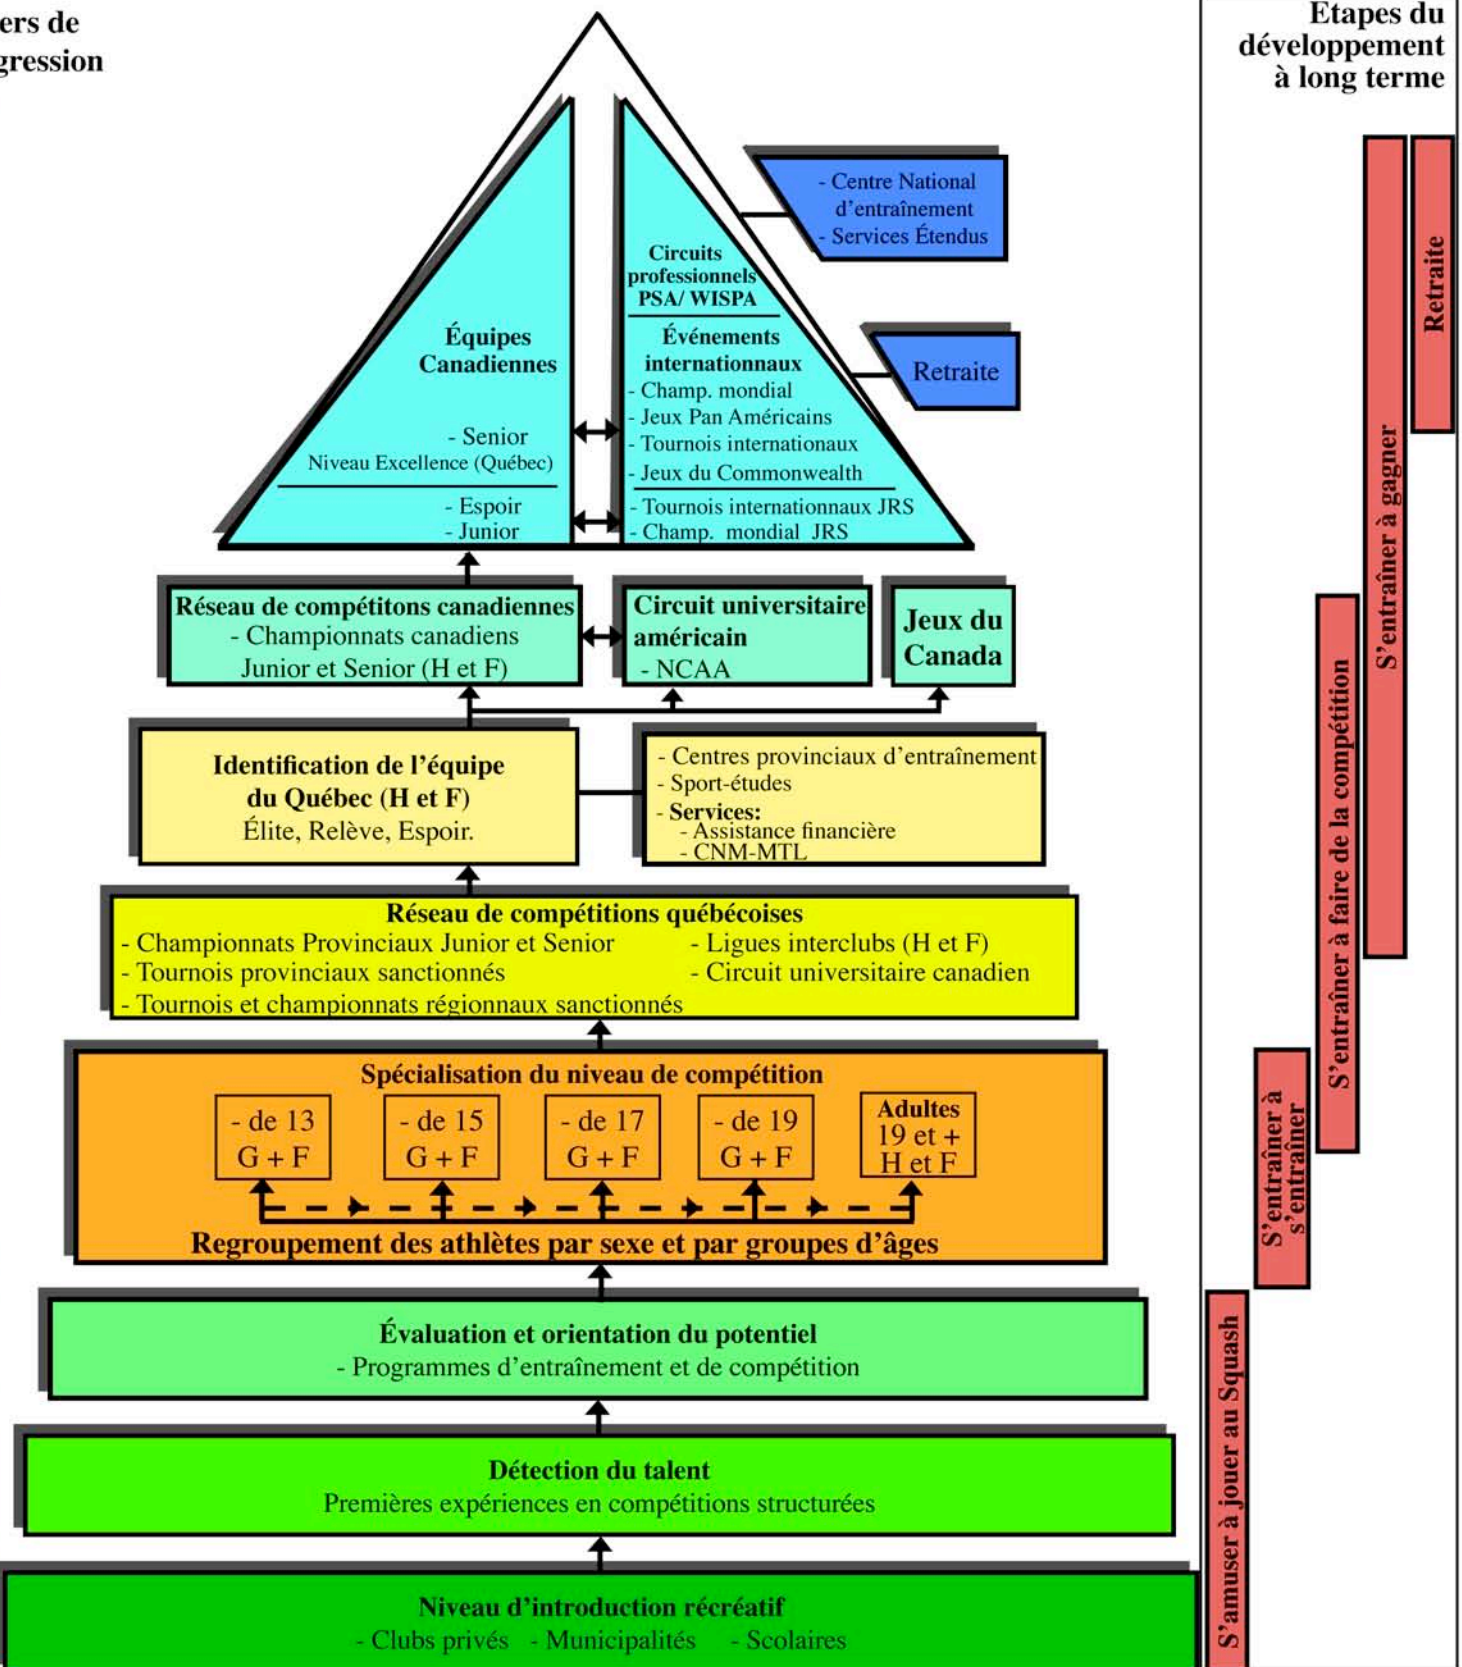 ers de
gression
Etapes du
développement
à long terme
- Centre National
d'entraînement
- Services Étendus
Circuits
professionnels
PSA/ WISPA
Équipes
Canadiennes
Événements
internationnaux
- Champ. mondial
- Jeux Pan Américains
- Tournois internationaux
- Jeux du Commonwealth
- Tournois internationnaux JRS
- Champ. mondial JRS
Retraite
- Senior
Niveau Excellence (Québec)
- Espoir
- Junior
Réseau de compétitons canadiennes
- Championnats canadiens
Junior et Senior (H et F)
Circuit universitaire
américain
- NCAA
Jeux du
Canada
Identification de l'équipe
du Québec (H et F)
Élite, Relève, Espoir.
- Centres provinciaux d'entraînement
- Sport-études
- Services:
- Assistance financière
- CNM-MTL
Réseau de compétitions québécoises
- Championnats Provinciaux Junior et Senior
- Tournois provinciaux sanctionnés
- Tournois et championnats régionnaux sanctionnés
- Ligues interclubs (H et F)
- Circuit universitaire canadien
Spécialisation du niveau de compétition
- de 13
G + F
- de 15
G + F
- de 17
G + F
- de 19
G + F
Adultes
19 et +
H et F
Regroupement des athlètes par sexe et par groupes d'âges
Évaluation et orientation du potentiel
- Programmes d'entraînement et de compétition
Détection du talent
Premières expériences en compétitions structurées
Niveau d'introduction récréatif
- Clubs privés - Municipalités - Scolaires
S'amuser à jouer au Squash
S'entraîner à
s'entraîner
S'entraîner à faire de la compétition
S'entraîner à gagner
Retraite